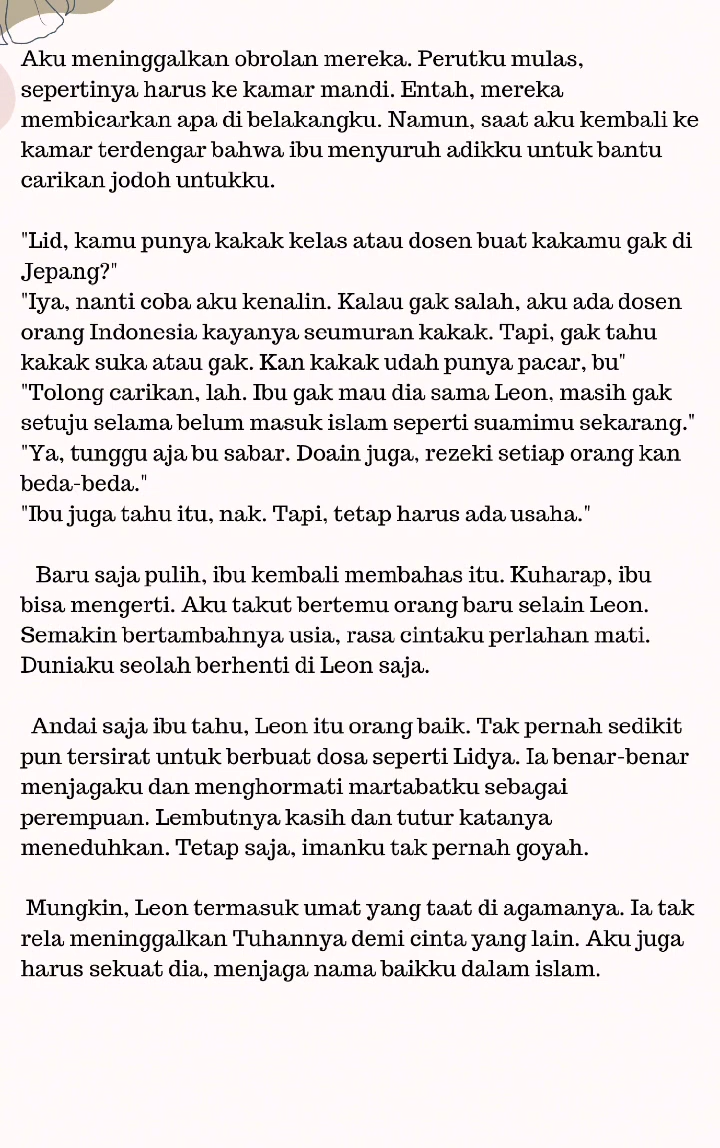 Aku meninggalkan obrolan mereka. Perutku mulas,
sepertinya harus ke kamar mandi. Entah, mereka
membicarkan apa di belakangku. Namun, saat aku kembali ke
kamar terdengar bahwa ibu menyuruh adikku untuk bantu
carikan jodoh untukku.
"Lid, kamu punya kakak kelas atau dosen buat kakamu gak di
Jepang?"
"Iya, nanti coba aku kenalin. Kalau gak salah, aku ada dosen
orang Indonesia kayanya seumuran kakak. Tapi, gak tahu
kakak suka atau gak. Kan kakak udah punya pacar, bu"
"Tolong carikan, lah. Ibu gak mau dia sama Leon, masih gak
setuju selama belum masuk islam seperti suamimu sekarang."
"Ya, tunggu aja bu sabar. Doain juga, rezeki setiap orang kan
beda-beda."
"Ibu juga tahu itu, nak. Tapi, tetap harus ada usaha."
Baru saja pulih, ibu kembali membahas itu. Kuharap, ibu
bisa mengerti. Aku takut bertemu orang baru selain Leon.
Semakin bertambahnya usia, rasa cintaku perlahan mati.
Duniaku seolah berhenti di Leon saja.
Andai saja ibu tahu, Leon itu orang baik. Tak pernah sedikit
pun tersirat untuk berbuat dosa seperti Lidya. Ia benar-benar
menjagaku dan menghormati martabatku sebagai
perempuan. Lembutnya kasih dan tutur katanya
meneduhkan. Tetap saja, imanku tak pernah goyah.
Mungkin, Leon termasuk umat yang taat di agamanya. Ia tak
rela meninggalkan Tuhannya demi cinta yang lain. Aku juga
harus sekuat dia, menjaga nama baikku dalam islam.